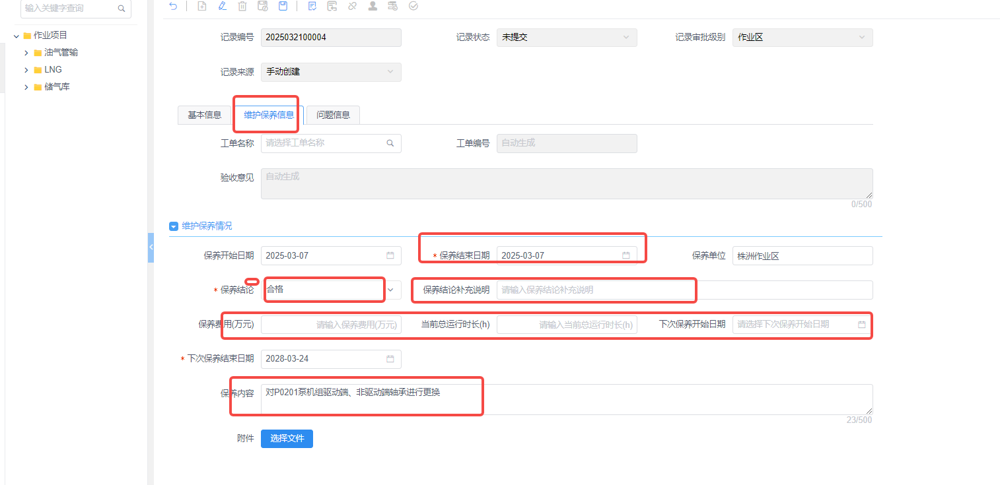 输入关键字查询
作业项目
油气管输
LNG
储气库
记录编号 2025032100004 记录状态 未提交 记录审批级别 作业区
记录来源 手动创建
基本信息 维护保养信息 问题信息
工单名称 请选择工单名称 工单编号 自动生成
验收意见 自动生成
0/500
维护保养情况
保养开始日期 2025-03-07 * 保养结束日期 2025-03-07 保养单位 株洲作业区
* 保养结论 合格 保养结论补充说明 请输入保养结论补充说明
保养费用(万元) 请输入保养费用(万元) 当前总运行时长(h) 请输入当前总运行时长(h) 下次保养开始日期 请选择下次保养开始日期
* 下次保养结束日期 2028-03-24
保养内容 对P0201泵机组驱动端、非驱动端轴承进行更换
23/500
附件 选择文件